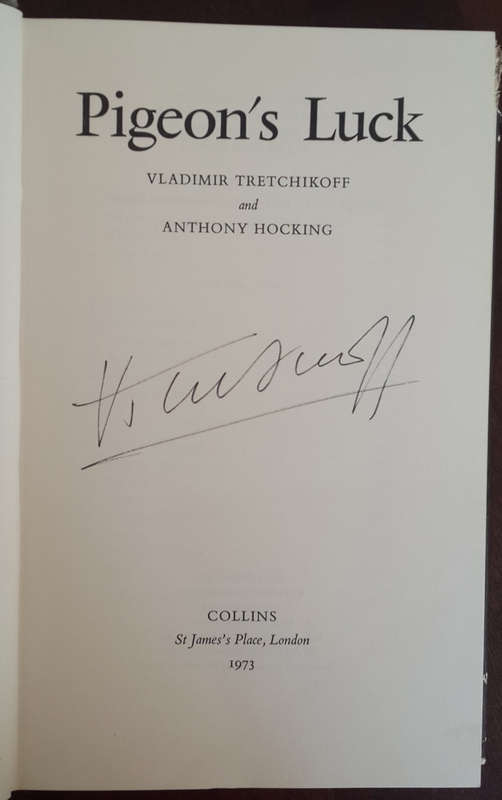 Pigeon's Luck
VLADIMIR TRETCHIKOFF
and
ANTHONY HOCKING
COLLINS
St James's Place, London
1973